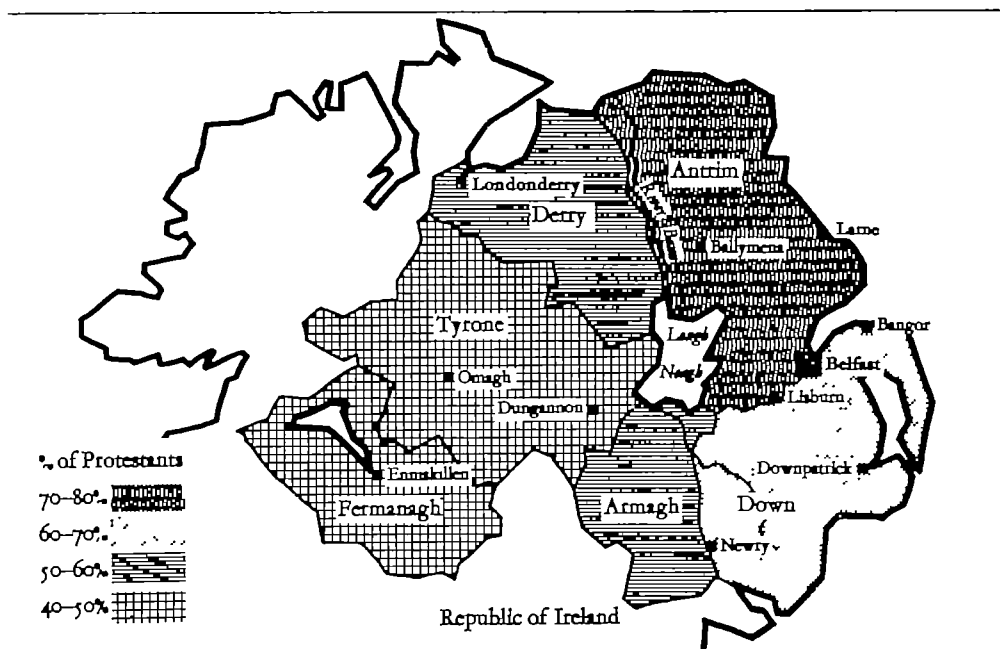 Antrim
Londonderry
Derry
Larne
Ballymena
Tyrone
Lough
Neagh
Bangor
Belfast
Omagh
Lisburn
Dungannon
% of Protestants
Enniskillen
Downpatrick
70–80%
Fermanagh
Armagh
Down
60–70%
Newry
50–60%
40–50%
Republic of Ireland